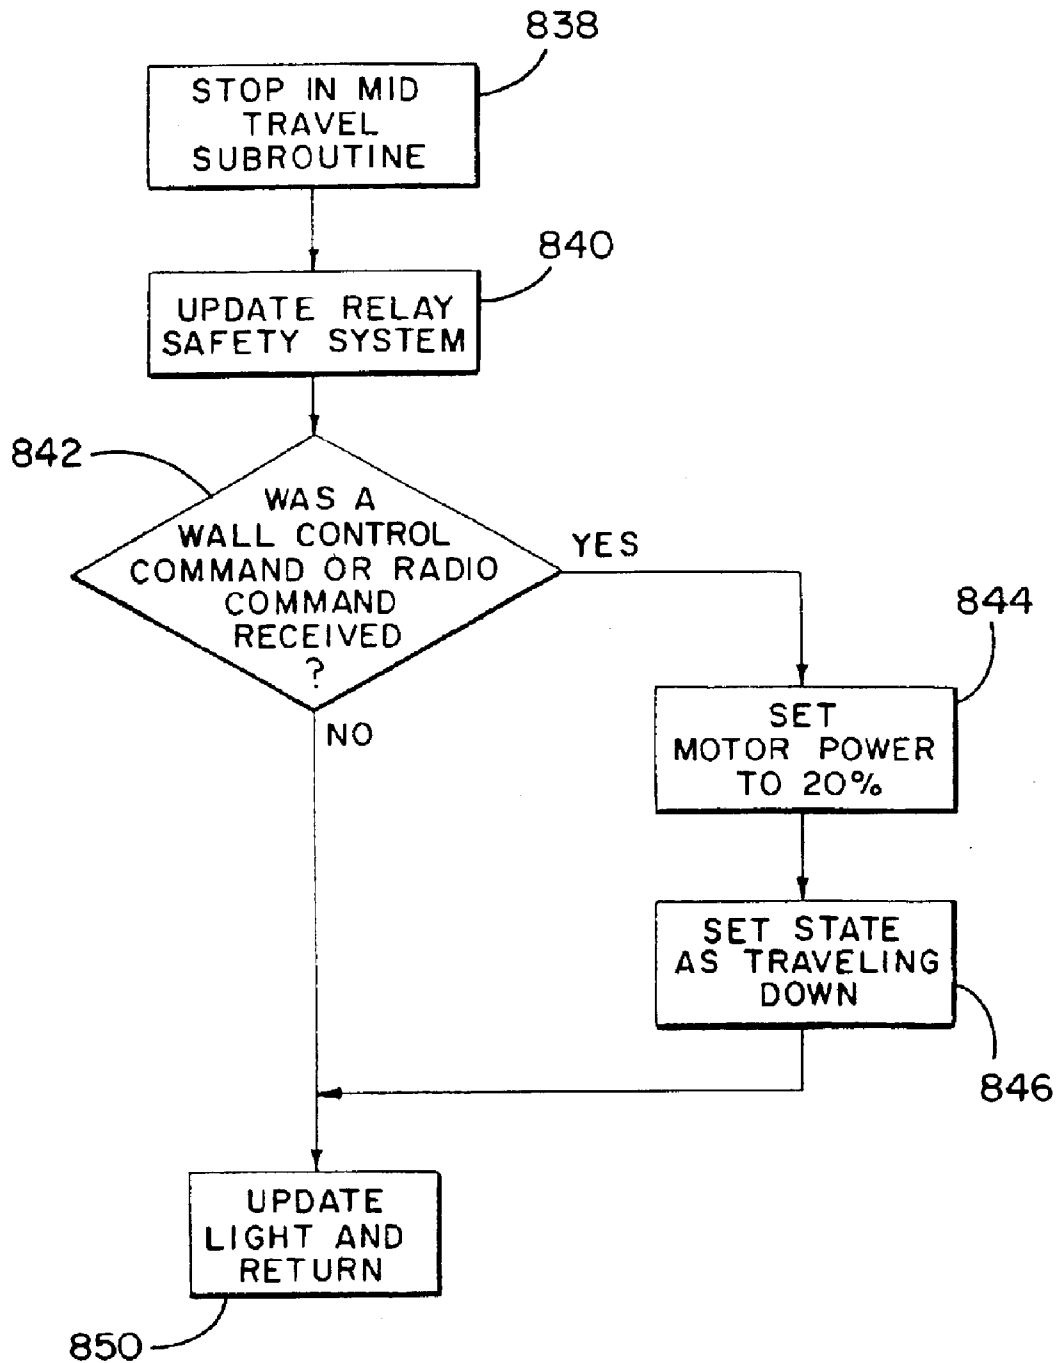 838
STOP IN MID
TRAVEL
SUBROUTINE
840
UPDATE RELAY
SAFETY SYSTEM
842
WAS A
WALL CONTROL
COMMAND OR RADIO
COMMAND
RECEIVED
?
YES
NO
844
SET
MOTOR POWER
TO 20%
SET STATE
AS TRAVELING
DOWN
846
UPDATE
LIGHT AND
RETURN
850